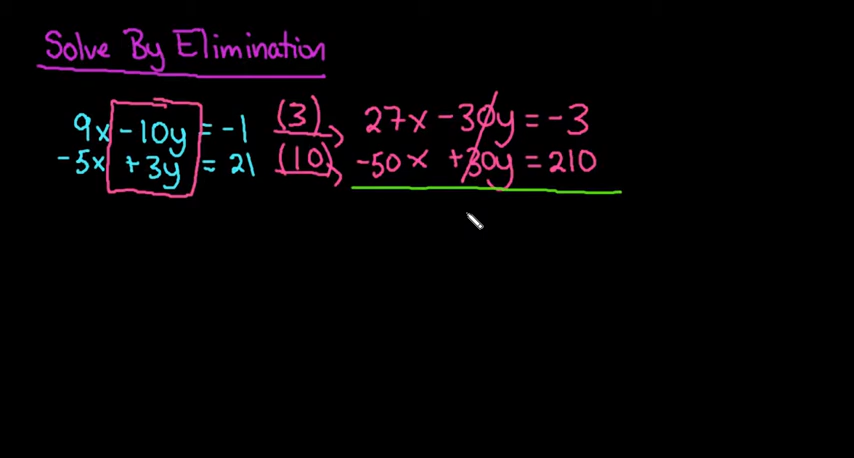 Solve By Elimination
9x -10y = -1 (3) 27x -30y = -3
-5x +3y = 21 (10) -50x +30y = 210